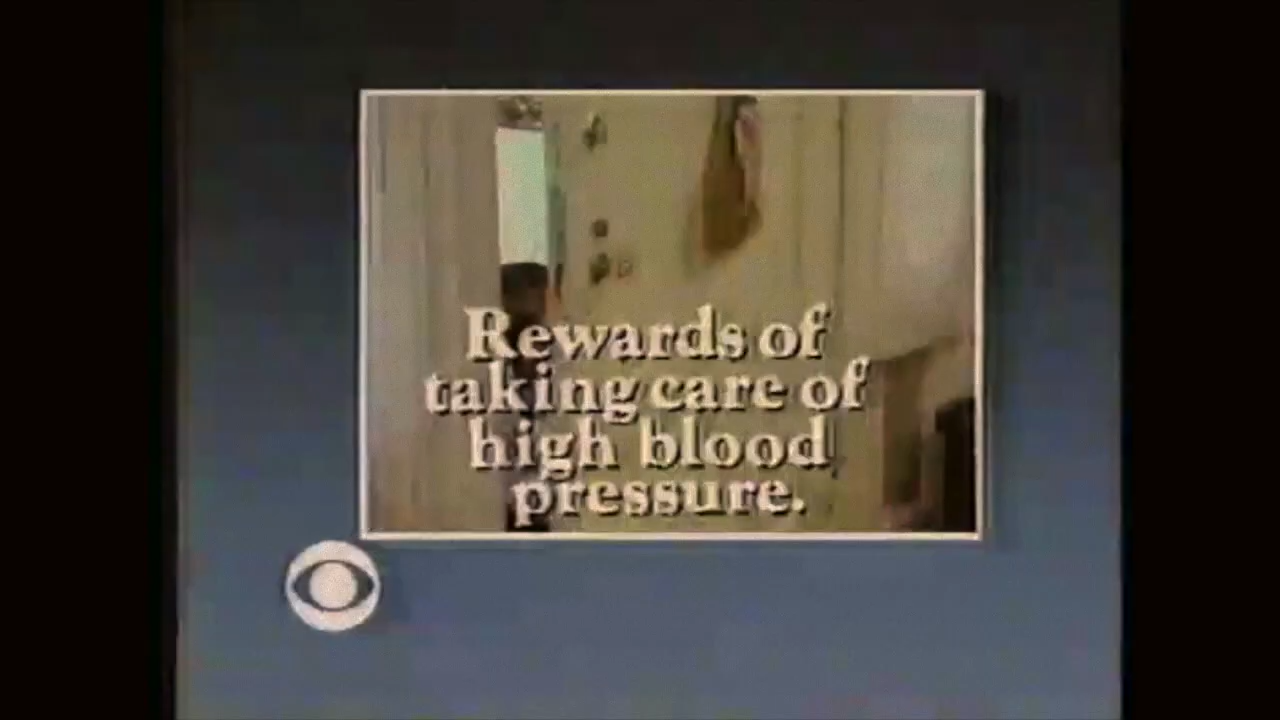 Rewards of
taking care of
high blood
pressure.